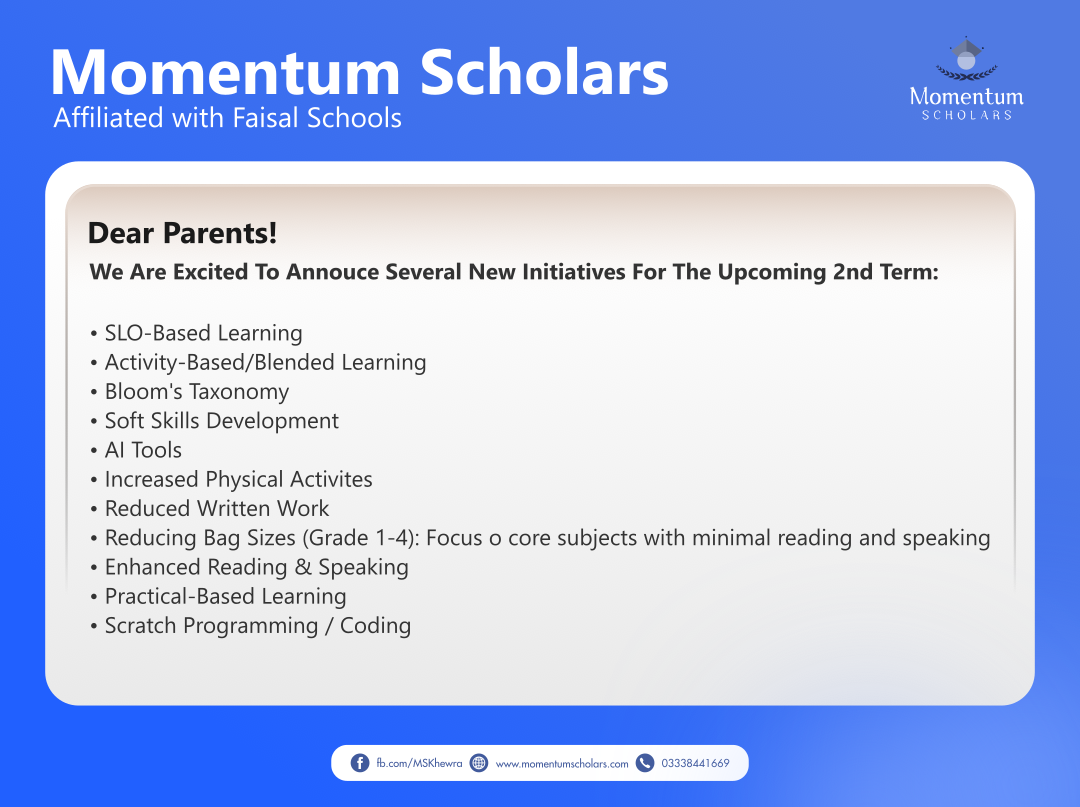 Momentum Scholars
Affiliated with Faisal Schools
Momentum
SCHOLARS
Dear Parents!
We Are Excited To Annouce Several New Initiatives For The Upcoming 2nd Term:
• SLO-Based Learning
• Activity-Based/Blended Learning
• Bloom's Taxonomy
• Soft Skills Development
• AI Tools
• Increased Physical Activites
• Reduced Written Work
• Reducing Bag Sizes (Grade 1-4): Focus o core subjects with minimal reading and speaking
• Enhanced Reading & Speaking
• Practical-Based Learning
• Scratch Programming / Coding
fb.com/MSKhewra www.momentumscholars.com 03338441669